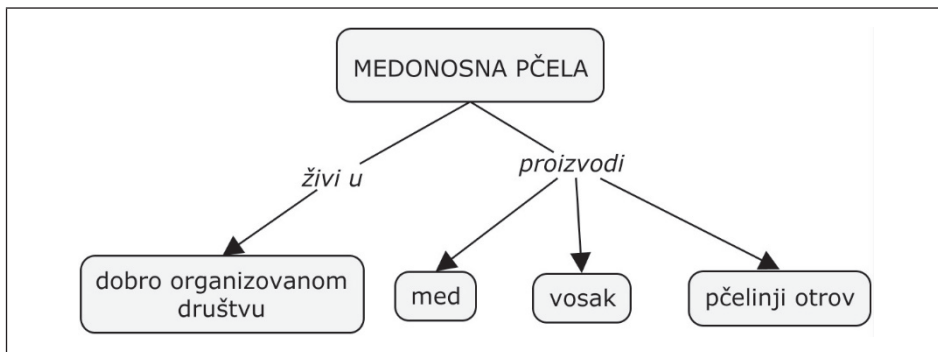 MEDONOSNA PČELA
živi u
proizvodi
dobro organizovanom
društvu
med
vosak
pčelinji otrov